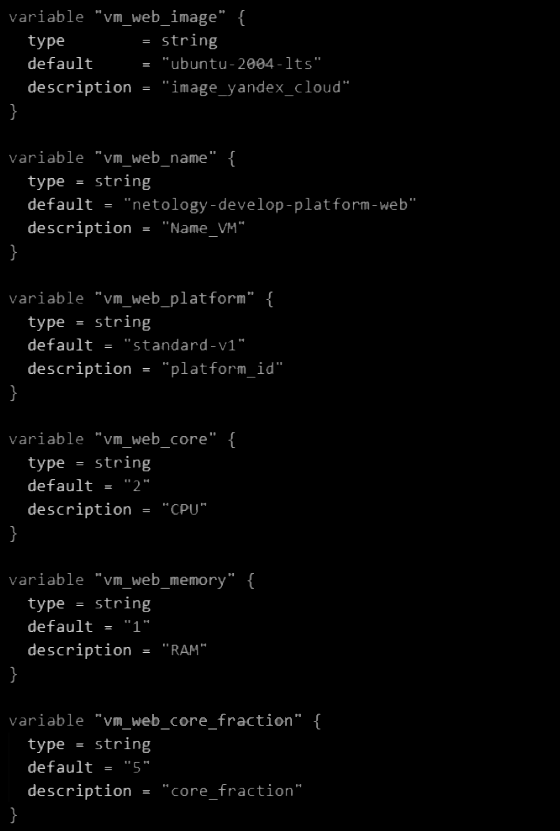 variable "vm_web_image" {
  type        = string
  default     = "ubuntu-2004-lts"
  description = "image_yandex_cloud"
}

variable "vm_web_name" {
  type = string
  default = "netology-develop-platform-web"
  description = "Name_VM"
}

variable "vm_web_platform" {
  type = string
  default = "standard-v1"
  description = "platform_id"
}

variable "vm_web_core" {
  type = string
  default = "2"
  description = "CPU"
}

variable "vm_web_memory" {
  type = string
  default = "1"
  description = "RAM"
}

variable "vm_web_core_fraction" {
  type = string
  default = "5"
  description = "core_fraction"
}